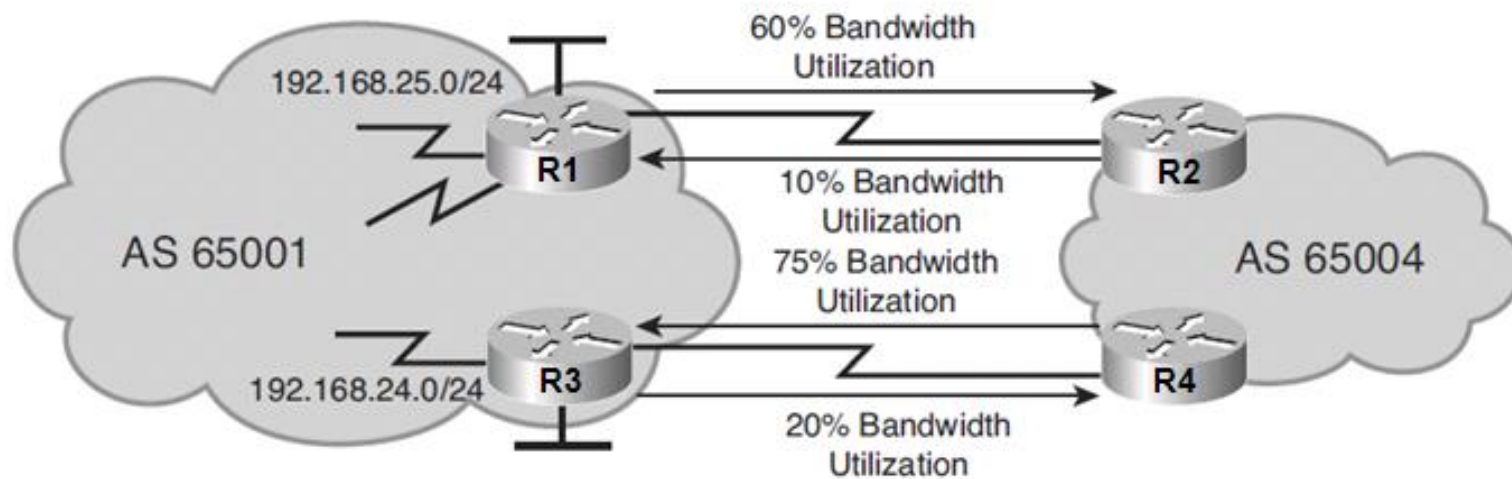 60% Bandwidth
Utilization
192.168.25.0/24
R1
R2
10% Bandwidth
Utilization
AS 65001
AS 65004
75% Bandwidth
Utilization
R3
R4
192.168.24.0/24
20% Bandwidth
Utilization